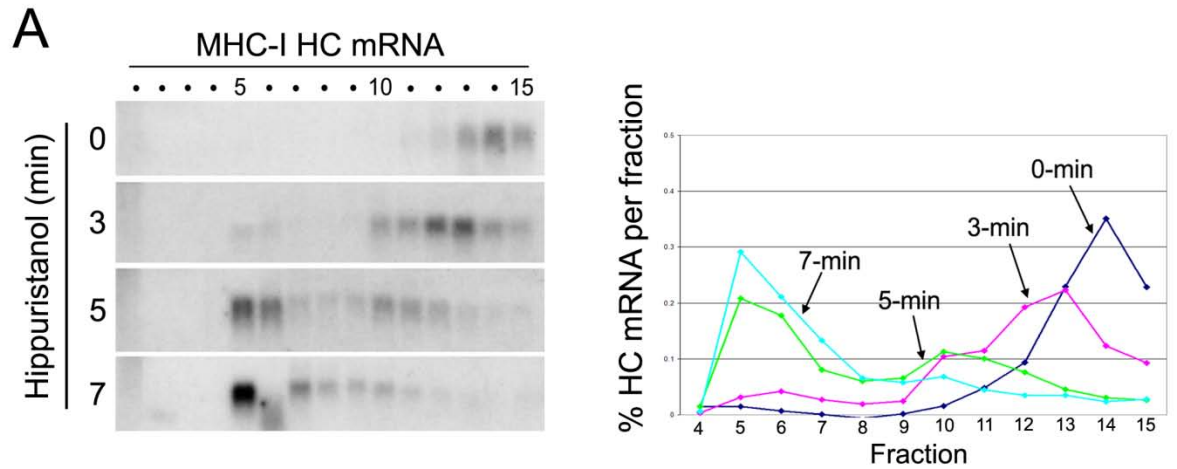 A
MHC-I HC mRNA
• • • • 5 • • • • 10 • • • • 15
Hippuristanol (min)
0
3
5
7
% HC mRNA per fraction
0.5
0.4
0.3
0.2
0.1
0
0-min
3-min
7-min
5-min
4 5 6 7 8 9 10 11 12 13 14 15
Fraction